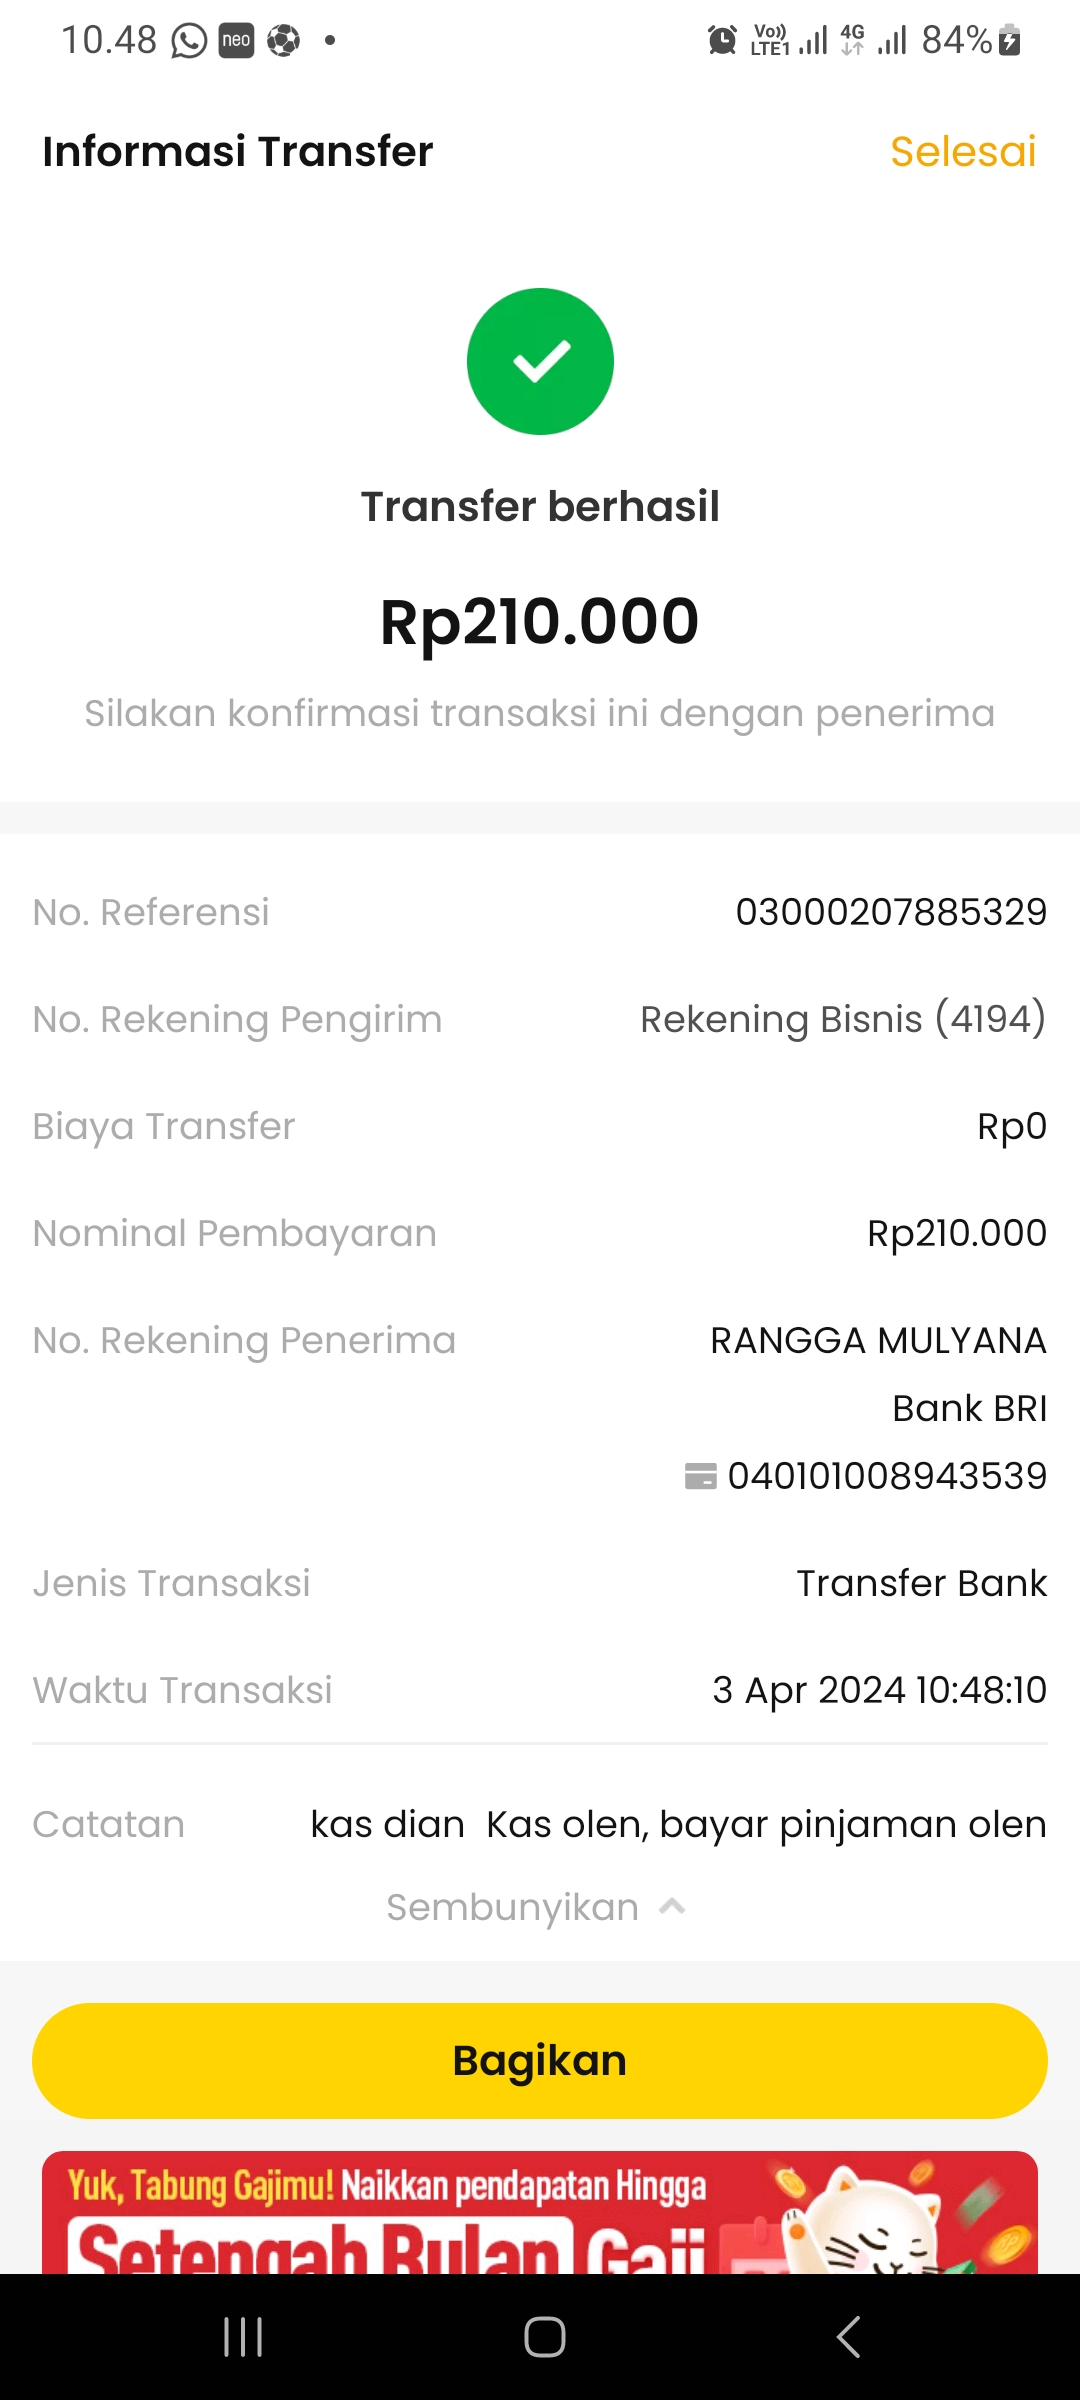 10.48 neo Vo)) LTE1 4G 84%
Informasi Transfer Selesai
Transfer berhasil
Rp210.000
Silakan konfirmasi transaksi ini dengan penerima
No. Referensi 03000207885329
No. Rekening Pengirim Rekening Bisnis (4194)
Biaya Transfer Rp0
Nominal Pembayaran Rp210.000
No. Rekening Penerima RANGGA MULYANA
Bank BRI
040101008943539
Jenis Transaksi Transfer Bank
Waktu Transaksi 3 Apr 2024 10:48:10
Catatan kas dian  Kas olen, bayar pinjaman olen
Sembunyikan
Bagikan
Yuk, Tabung Gajimu! Naikkan pendapatan Hingga
Setengah Bulan Gaji